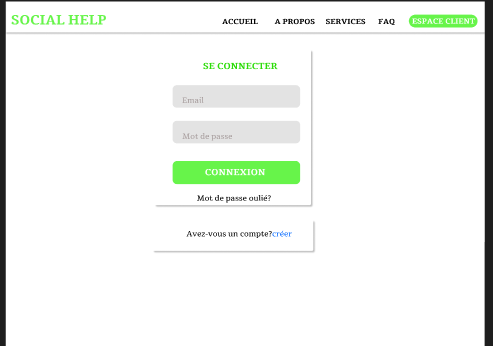 SOCIAL HELP
ACCUEIL A PROPOS SERVICES FAQ ESPACE CLIENT
SE CONNECTER
Email
Mot de passe
CONNEXION
Mot de passe oulié?
Avez-vous un compte?créer